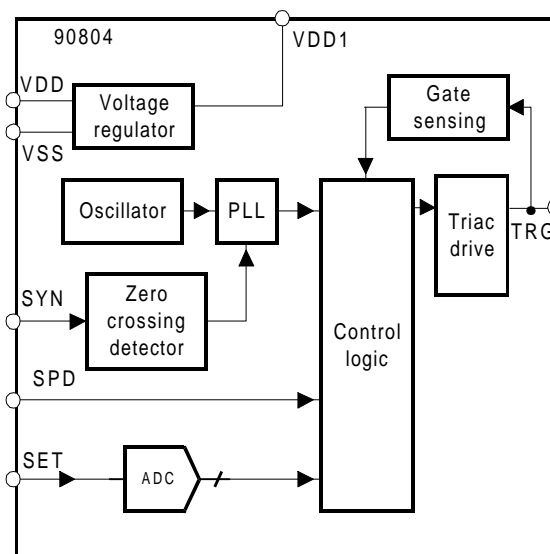 90804
VDD1
VDD
Voltage
regulator
VSS
Gate
sensing
Oscillator
PLL
Triac
drive
TRG
SYN
Zero
crossing
detector
Control
logic
SPD
SET
ADC